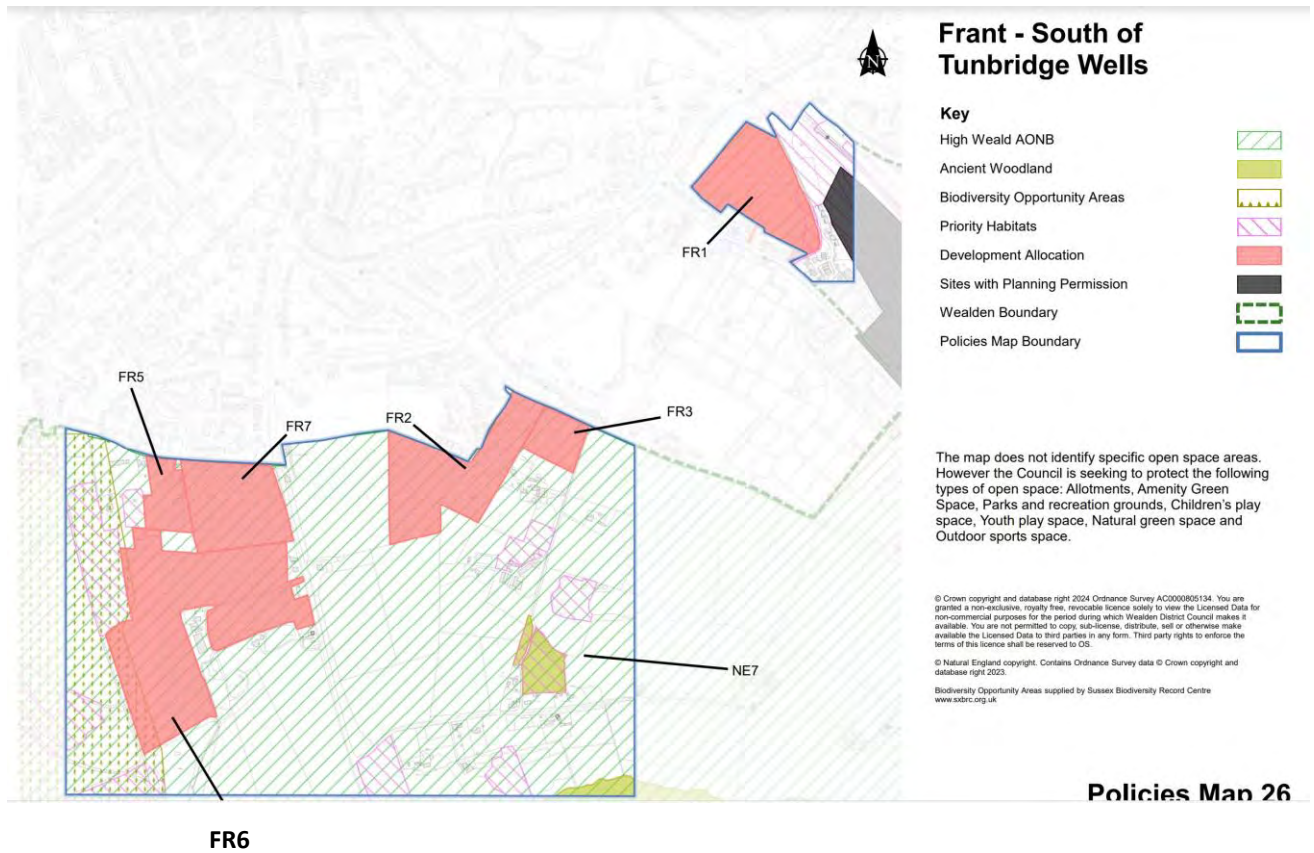 Frant - South of
Tunbridge Wells
N
Key
High Weald AONB
Ancient Woodland
Biodiversity Opportunity Areas
Priority Habitats
Development Allocation
Sites with Planning Permission
Wealden Boundary
Policies Map Boundary
FR1
FR5
FR7
FR2
FR3
NE7
The map does not identify specific open space areas.
However the Council is seeking to protect the following
types of open space: Allotments, Amenity Green
Space, Parks and recreation grounds, Children's play
space, Youth play space, Natural green space and
Outdoor sports space.
© Crown copyright and database right 2024 Ordnance Survey AC0000805134. You are
granted a non-exclusive, royalty free, revocable licence solely to view the Licensed Data for
non-commercial purposes for the period during which Wealden District Council makes it
available. You are not permitted to copy, sub-license, distribute, sell or otherwise make
available the Licensed Data to third parties in any form. Third party rights to enforce the
terms of this licence shall be reserved to OS.
© Natural England copyright. Contains Ordnance Survey data © Crown copyright and
database right 2023.
Biodiversity Opportunity Areas supplied by Sussex Biodiversity Record Centre
www.sxbrc.org.uk
Policies Map 26
FR6